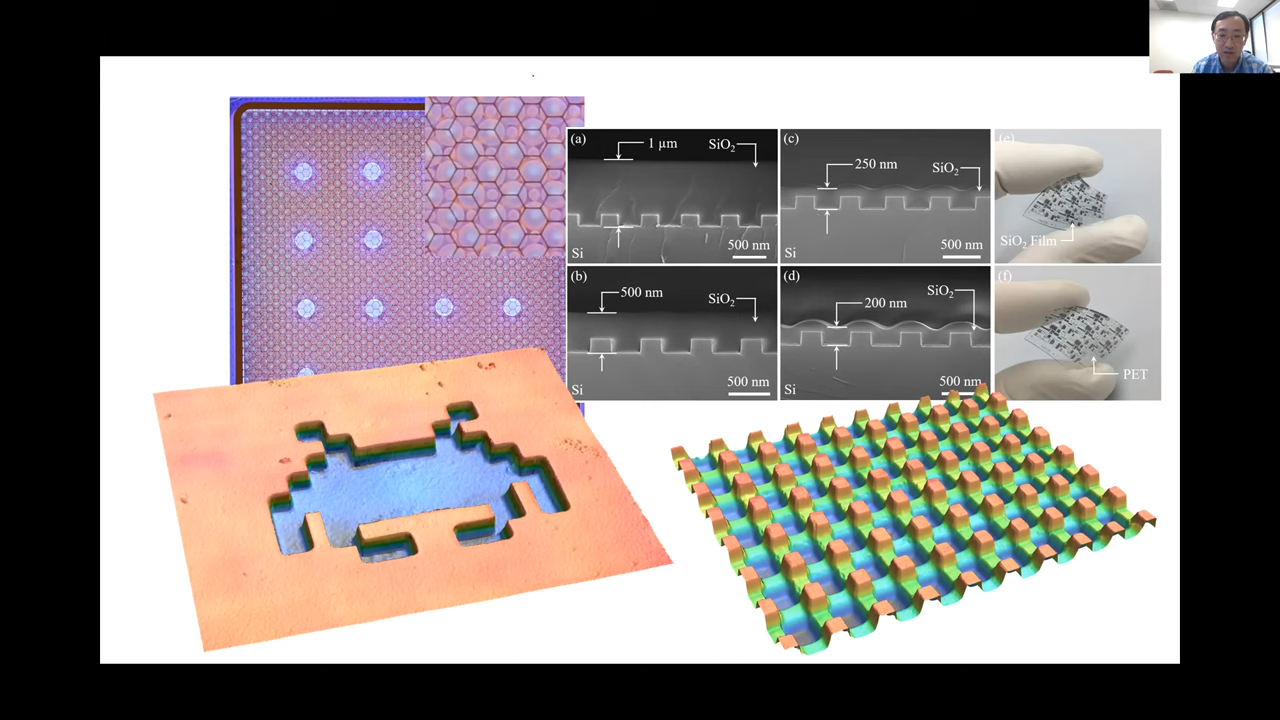 (a)
1 µm
SiO₂
500 nm
Si
(c)
250 nm
SiO₂
500 nm
(e)
SiO₂ Film
(b)
500 nm
SiO₂
500 nm
Si
(d)
200 nm
SiO₂
500 nm
Si
(f)
PET